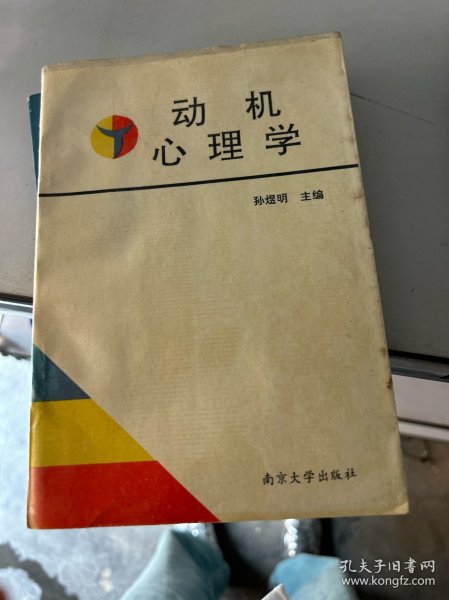 动机
心理学
孙煜明 主编
南京大学出版社
孔夫子旧书网
www.kongfz.com